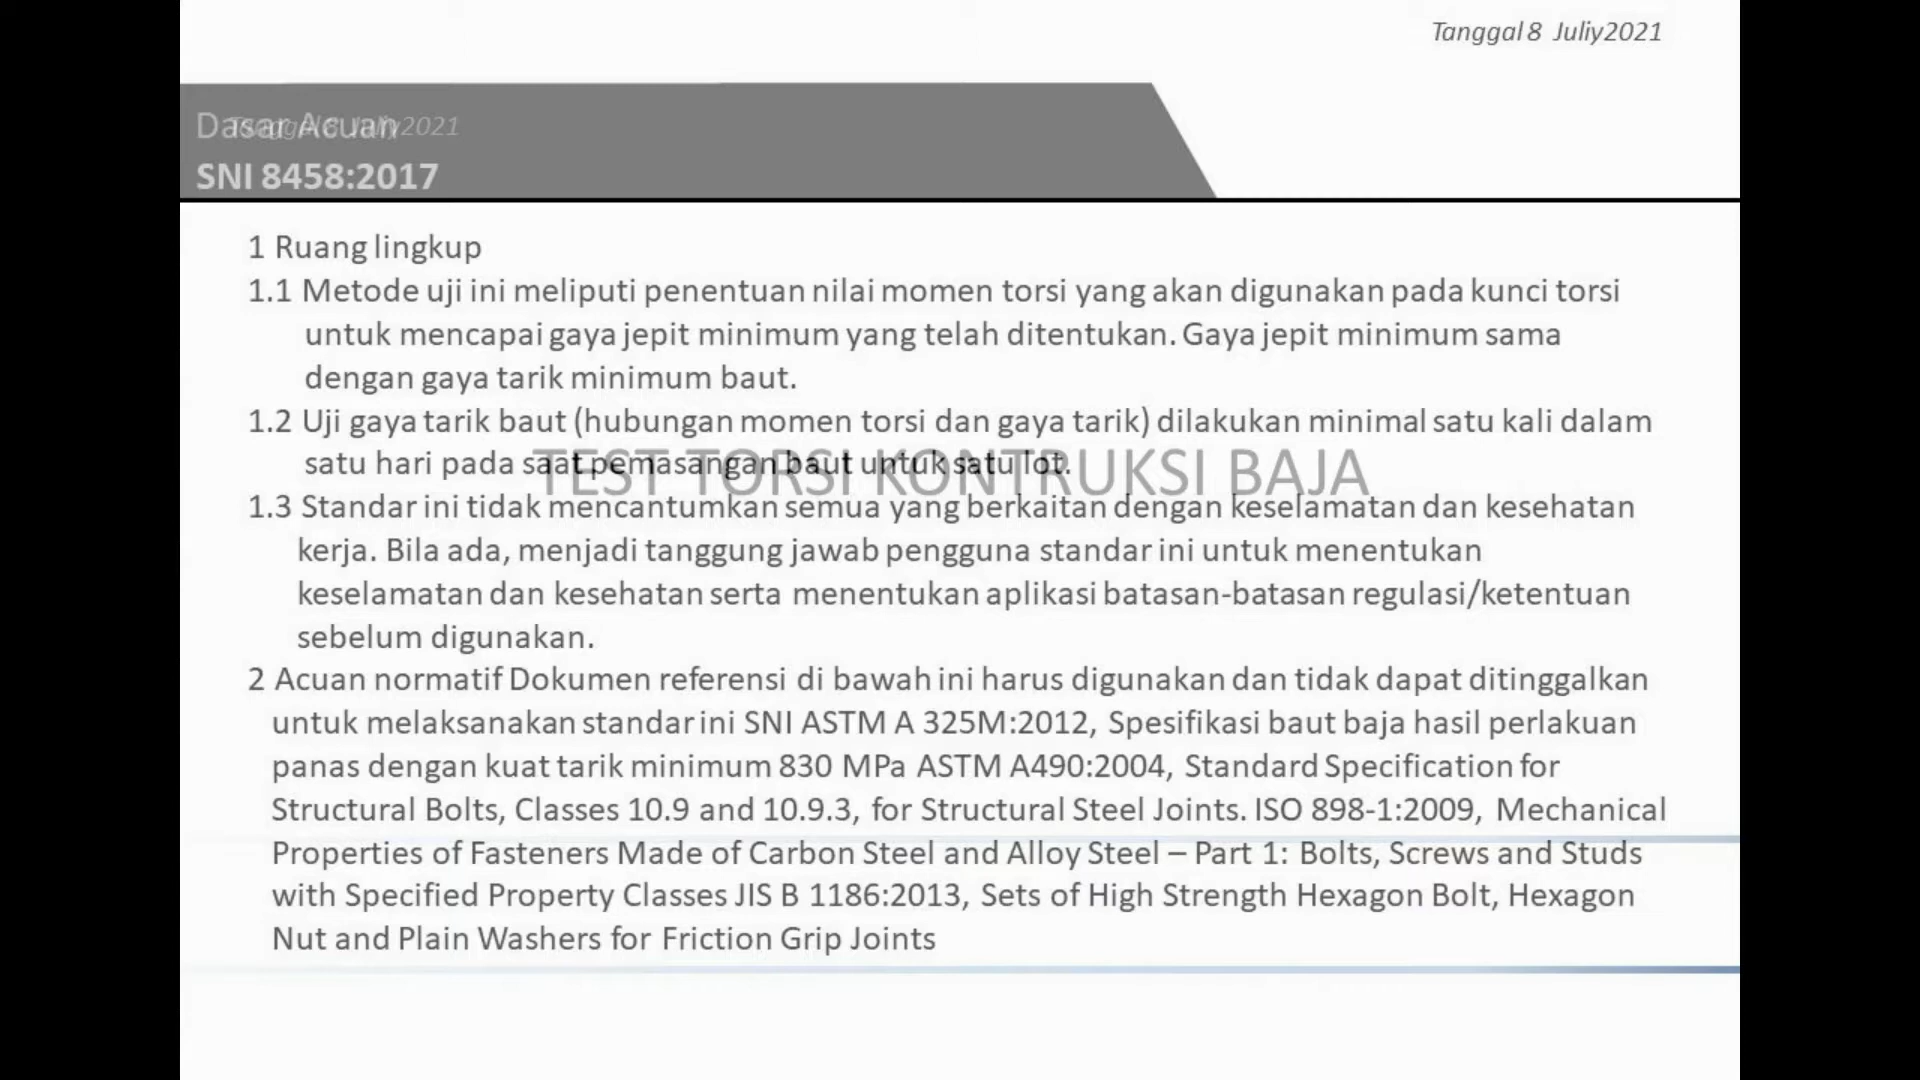 Tanggal 8 Juliy2021
Dasar Acuan
Tanggal 8 Juliy2021
SNI 8458:2017
1 Ruang lingkup
1.1 Metode uji ini meliputi penentuan nilai momen torsi yang akan digunakan pada kunci torsi
untuk mencapai gaya jepit minimum yang telah ditentukan. Gaya jepit minimum sama
dengan gaya tarik minimum baut.
1.2 Uji gaya tarik baut (hubungan momen torsi dan gaya tarik) dilakukan minimal satu kali dalam
satu hari pada saat pemasangan baut untuk satu lot.
TEST TORSI KONTRUKSI BAJA
1.3 Standar ini tidak mencantumkan semua yang berkaitan dengan keselamatan dan kesehatan
kerja. Bila ada, menjadi tanggung jawab pengguna standar ini untuk menentukan
keselamatan dan kesehatan serta menentukan aplikasi batasan-batasan regulasi/ketentuan
sebelum digunakan.
2 Acuan normatif Dokumen referensi di bawah ini harus digunakan dan tidak dapat ditinggalkan
untuk melaksanakan standar ini SNI ASTM A 325M:2012, Spesifikasi baut baja hasil perlakuan
panas dengan kuat tarik minimum 830 MPa ASTM A490:2004, Standard Specification for
Structural Bolts, Classes 10.9 and 10.9.3, for Structural Steel Joints. ISO 898-1:2009, Mechanical
Properties of Fasteners Made of Carbon Steel and Alloy Steel – Part 1: Bolts, Screws and Studs
with Specified Property Classes JIS B 1186:2013, Sets of High Strength Hexagon Bolt, Hexagon
Nut and Plain Washers for Friction Grip Joints